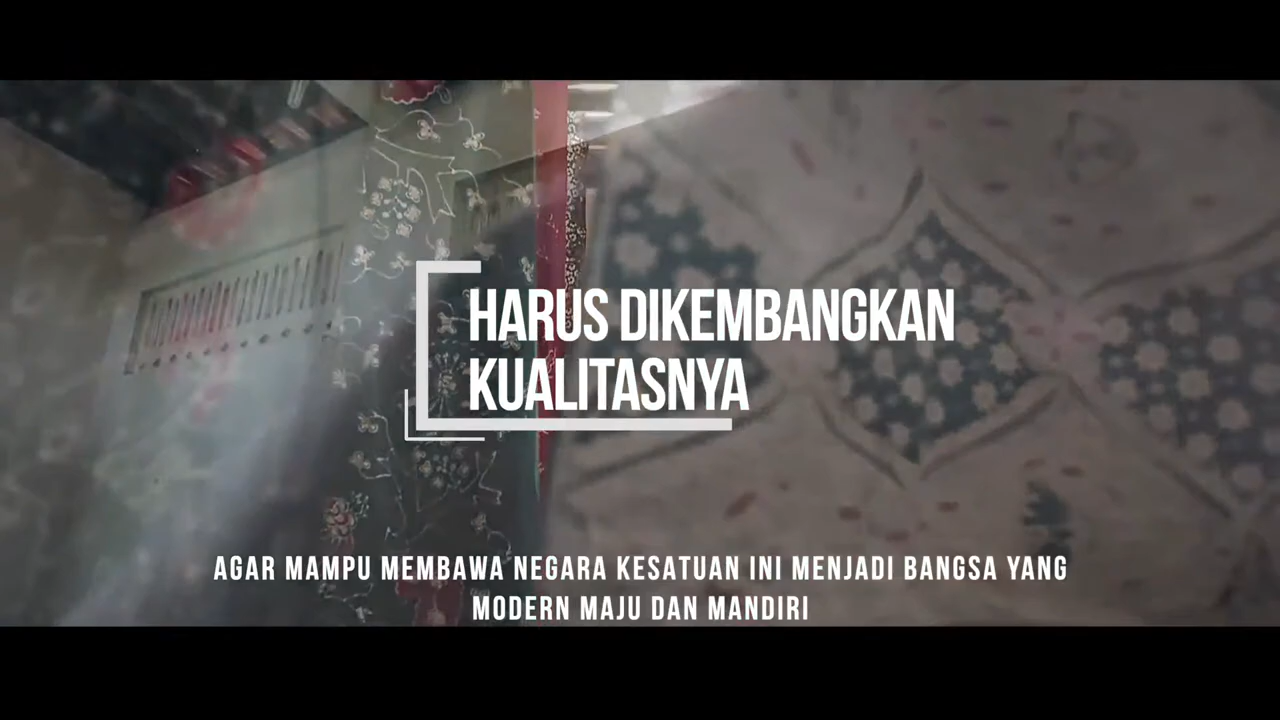 HARUS DIKEMBANGKAN
KUALITASNYA
AGAR MAMPU MEMBAWA NEGARA KESATUAN INI MENJADI BANGSA YANG
MODERN MAJU DAN MANDIRI